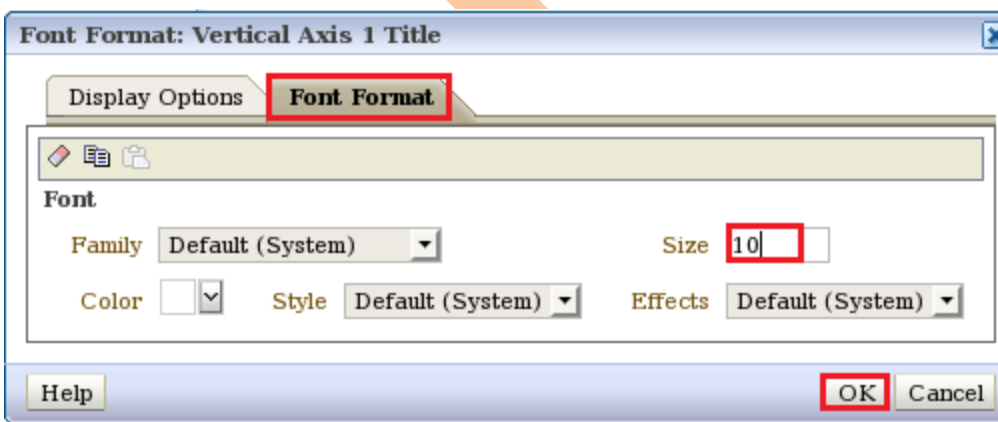 Font Format: Vertical Axis 1 Title
Display Options Font Format
Font
Family Default (System) Size 10
Color Style Default (System) Effects Default (System)
Help OK Cancel